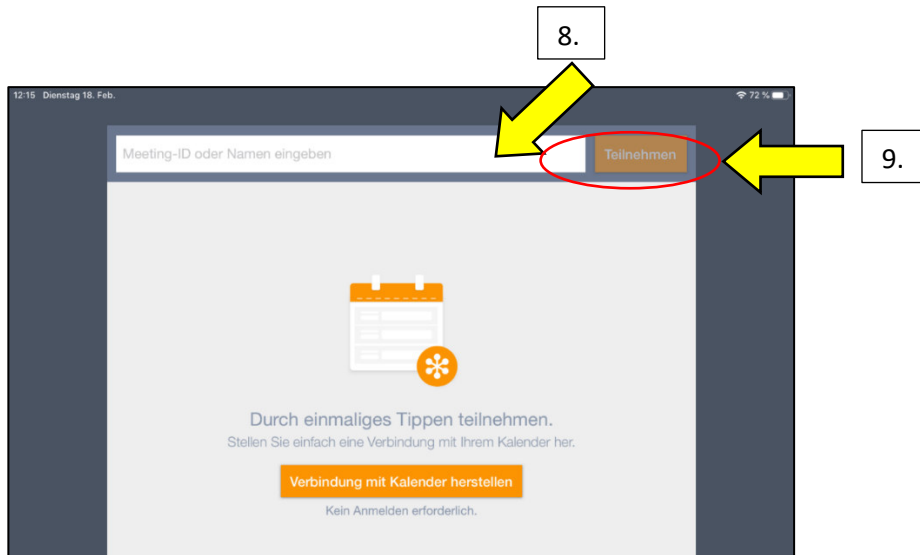 8.
12:15 Dienstag 18. Feb.
72 %
Meeting-ID oder Namen eingeben
Teilnehmen
9.
Durch einmaliges Tippen teilnehmen.
Stellen Sie einfach eine Verbindung mit Ihrem Kalender her.
Verbindung mit Kalender herstellen
Kein Anmelden erforderlich.